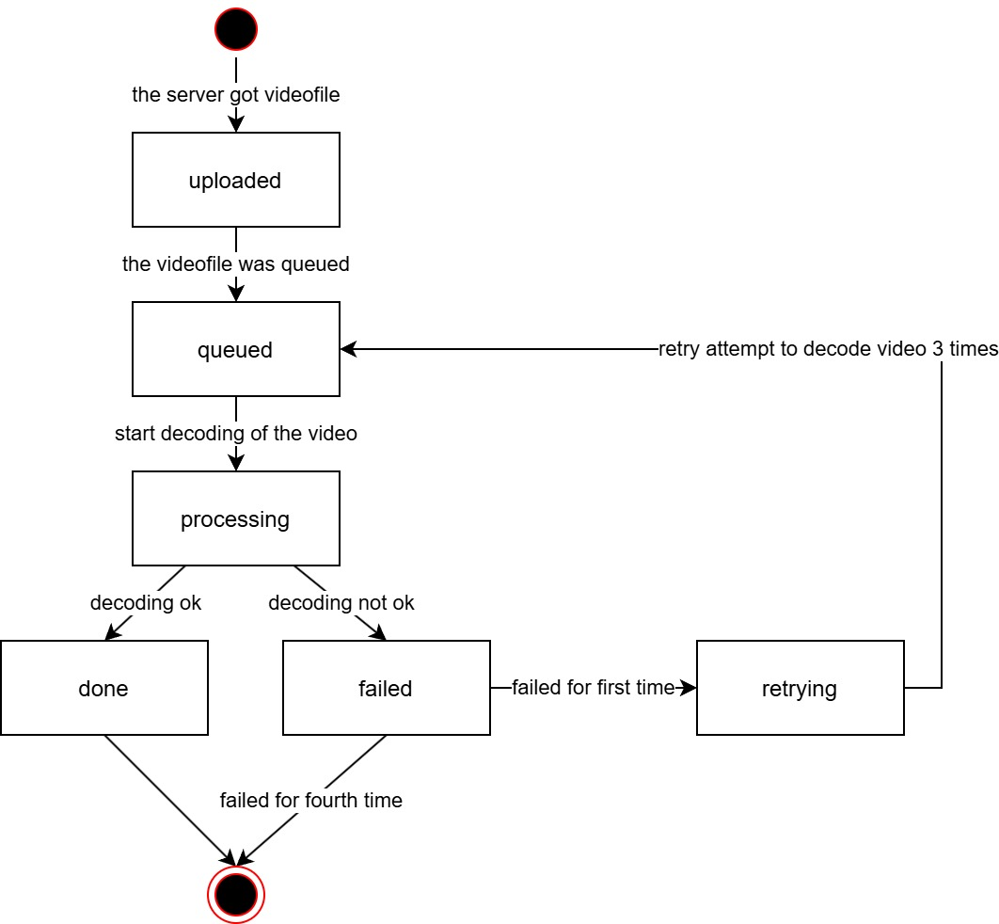 the server got videofile
uploaded
the videofile was queued
queued
retry attempt to decode video 3 times
start decoding of the video
processing
decoding ok
decoding not ok
done
failed
failed for first time
retrying
failed for fourth time